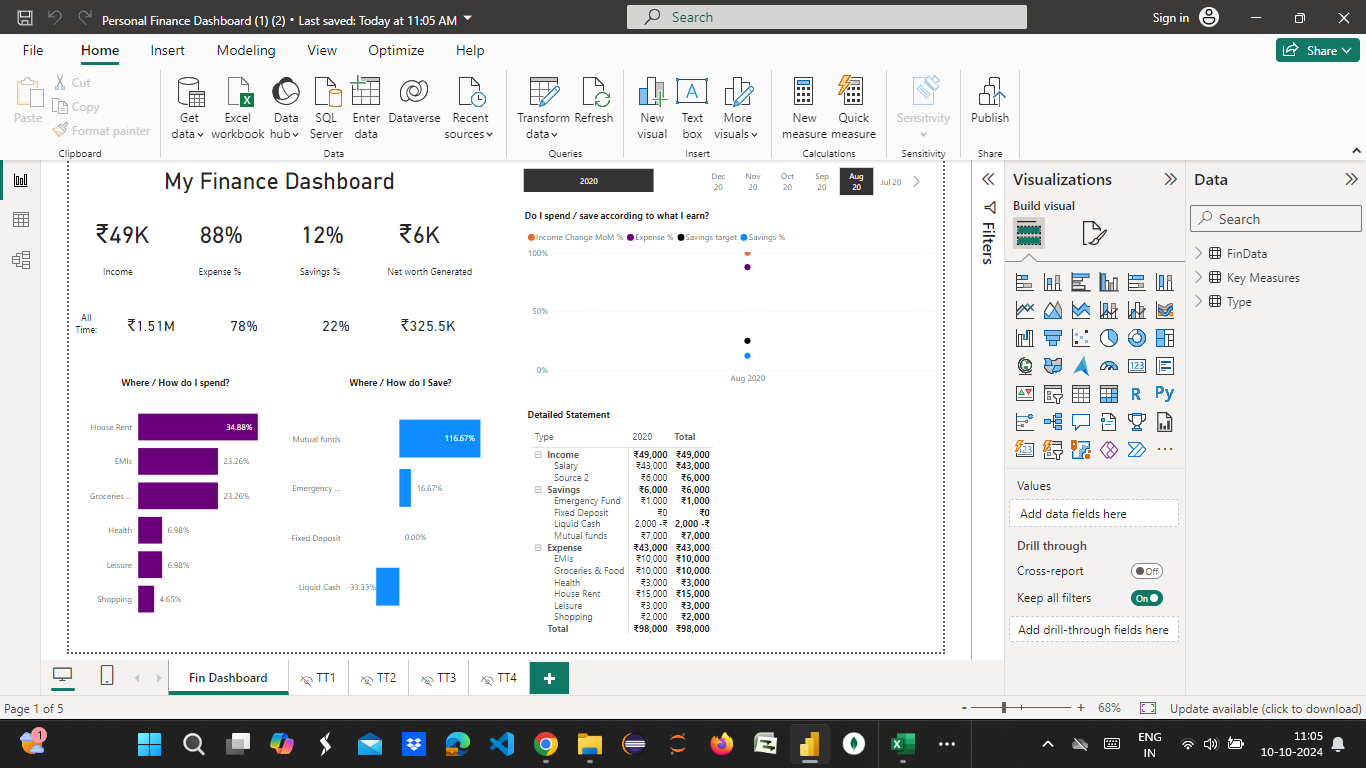 Personal Finance Dashboard (1) (2) • Last saved: Today at 11:05 AM
Search
Sign in
File Home Insert Modeling View Optimize Help
Share
Paste
Cut
Copy
Format painter
Clipboard
Get data
Excel workbook
Data hub
SQL Server
Enter data
Dataverse
Recent sources
Data
Transform data
Refresh
Queries
New visual
Text box
More visuals
Insert
New measure
Quick measure
Calculations
Sensitivity
Sensitivity
Publish
Share
My Finance Dashboard
2020
Dec 20
Nov 20
Oct 20
Sep 20
Aug 20
Jul 20
₹49K 88% 12% ₹6K
Income Expense % Savings % Net worth Generated
All Time: ₹1.51M 78% 22% ₹325.5K
Do I spend / save according to what I earn?
Income Change MoM % Expense % Savings target Savings %
100%
50%
0%
Aug 2020
Where / How do I spend?
House Rent 34.88%
EMIs 23.26%
Groceries ... 23.26%
Health 6.98%
Leisure 6.98%
Shopping 4.65%
Where / How do I Save?
Mutual funds 116.67%
Emergency ... 16.67%
Fixed Deposit 0.00%
Liquid Cash -33.33%
Detailed Statement
Type 2020 Total
Income ₹49,000 ₹49,000
Salary ₹43,000 ₹43,000
Source 2 ₹6,000 ₹6,000
Savings ₹6,000 ₹6,000
Emergency Fund ₹1,000 ₹1,000
Fixed Deposit ₹0 ₹0
Liquid Cash 2,000 -₹ 2,000 -₹
Mutual funds ₹7,000 ₹7,000
Expense ₹43,000 ₹43,000
EMIs ₹10,000 ₹10,000
Groceries & Food ₹10,000 ₹10,000
Health ₹3,000 ₹3,000
House Rent ₹15,000 ₹15,000
Leisure ₹3,000 ₹3,000
Shopping ₹2,000 ₹2,000
Total ₹98,000 ₹98,000
Filters
Visualizations
Build visual
123
R
Py
123
Values
Add data fields here
Drill through
Cross-report Off
Keep all filters On
Add drill-through fields here
Data
Search
FinData
Key Measures
Type
Fin Dashboard TT1 TT2 TT3 TT4 +
Page 1 of 5
- + 68%
Update available (click to download)
1
ENG
IN
11:05
10-10-2024